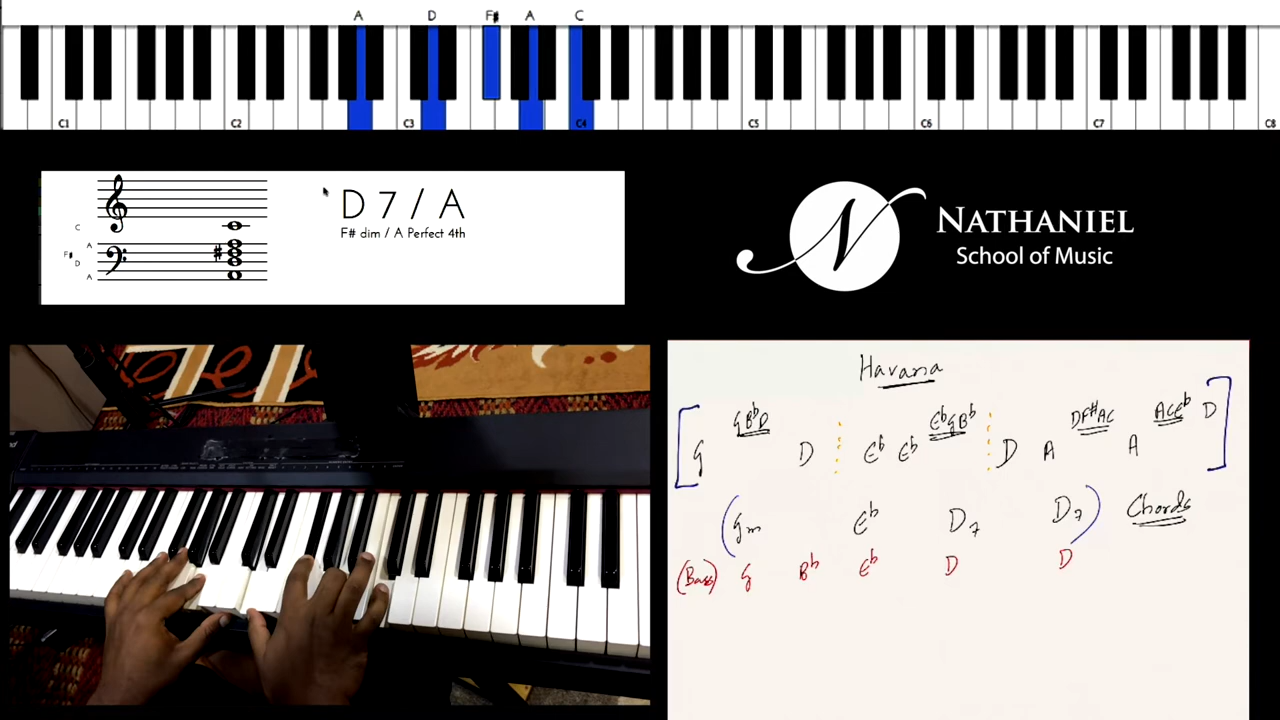 A D F# A C
C1 C2 C3 C4 C5 C6 C7 C8
D 7 / A
F# dim / A Perfect 4th
C
A
F#
D
A
NATHANIEL
School of Music
Havana
GB♭D E♭GB♭ DF#AC ACE♭ D
G D E♭ E♭ D A A
(Gm E♭ D7 D7) Chords
(Bass) G B♭ E♭ D D